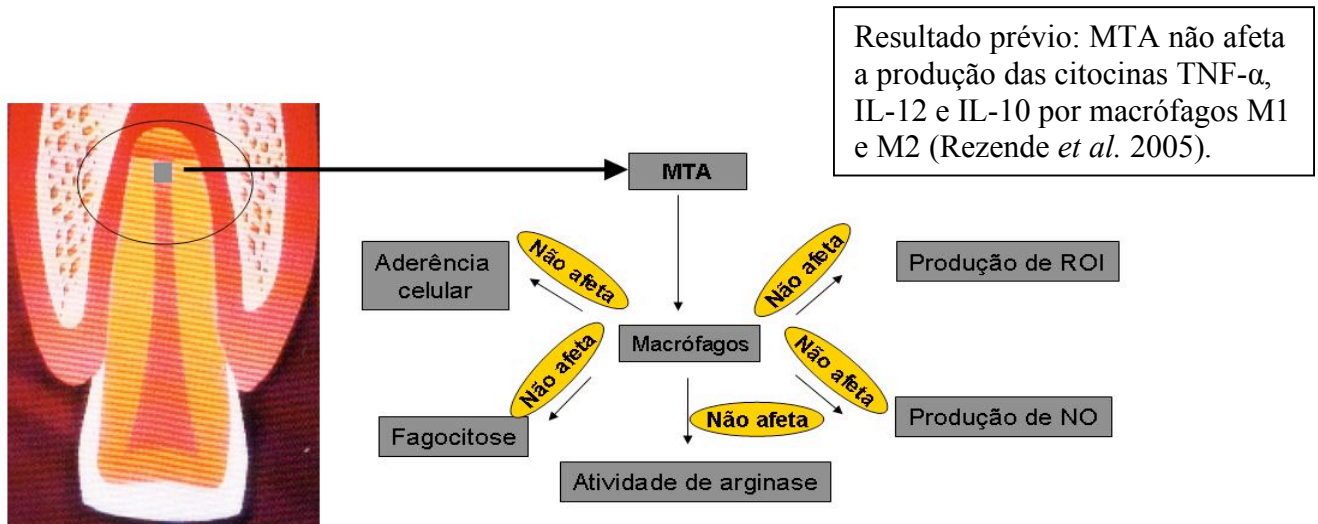 Resultado prévio: MTA não afeta
a produção das citocinas TNF-α,
IL-12 e IL-10 por macrófagos M1
e M2 (Rezende et al. 2005).
MTA
Aderência
celular
Não afeta
Não afeta
Produção de ROI
Macrófagos
Não afeta
Não afeta
Fagocitose
Não afeta
Produção de NO
Atividade de arginase